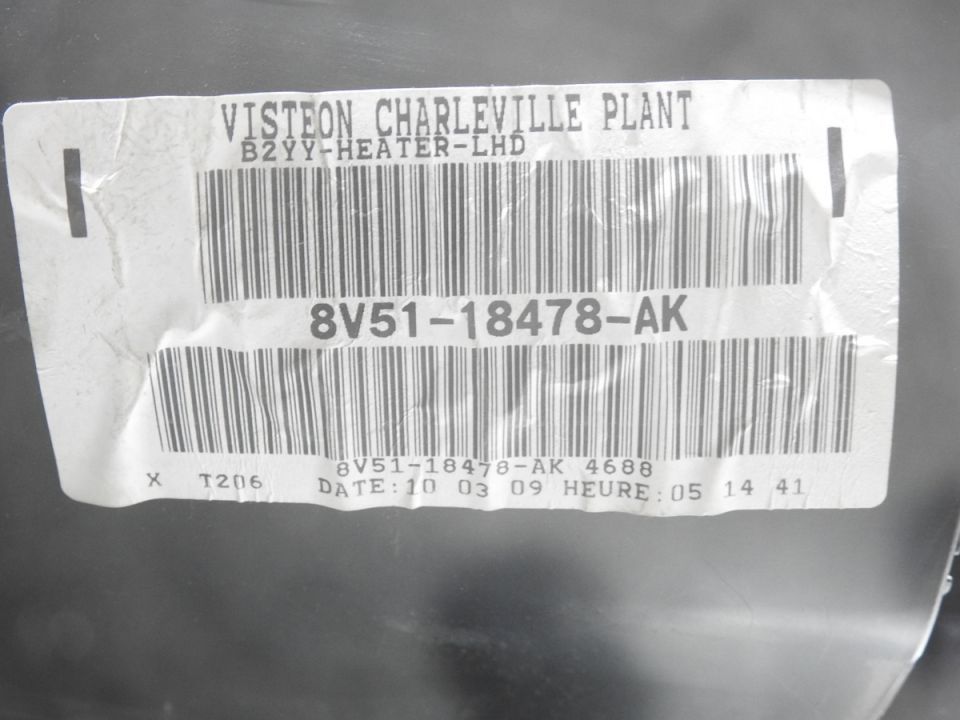 VISTEON CHARLEVILLE PLANT
B2YY-HEATER-LHD
8V51-18478-AK
8V51-18478-AK 4688
X T206 DATE:10 03 09 HEURE:05 14 41